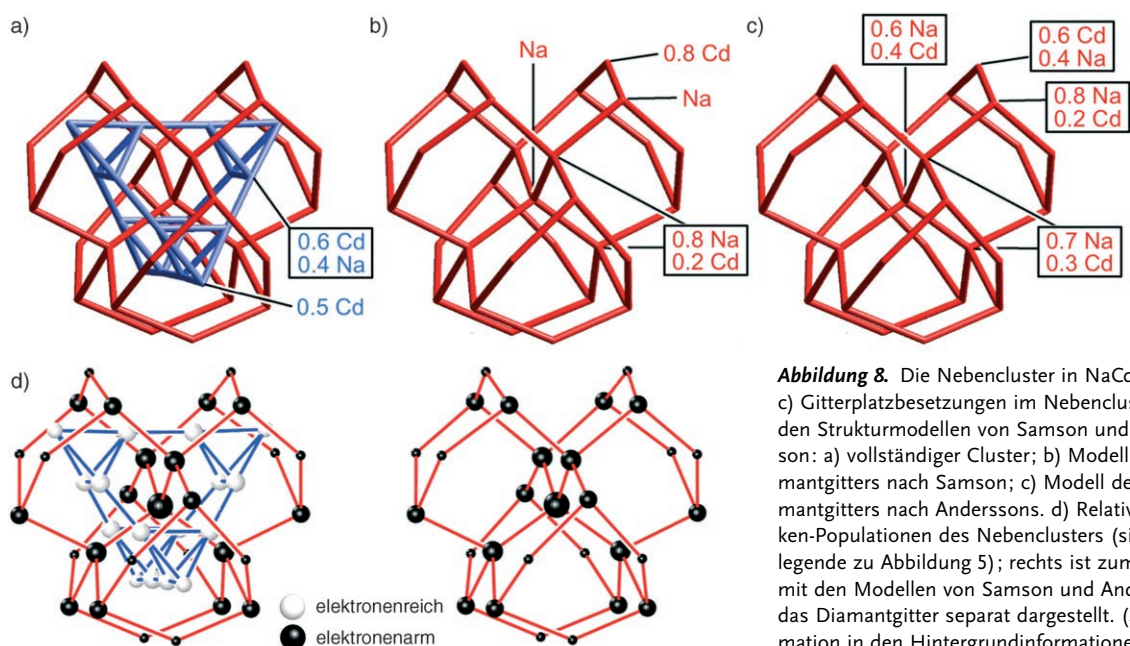 a)
b)
c)
Na
0.8 Cd
Na
0.6 Na
0.4 Cd
0.6 Cd
0.4 Na
0.8 Na
0.2 Cd
0.6 Cd
0.4 Na
0.5 Cd
0.8 Na
0.2 Cd
0.7 Na
0.3 Cd
d)
elektronenreich
elektronenarm
Abbildung 8. Die Nebencluster in NaCd
c) Gitterplatzbesetzungen im Nebenclus
den Strukturmodellen von Samson und
son: a) vollständiger Cluster; b) Modell
mantgitters nach Samson; c) Modell de
mantgitters nach Anderssons. d) Relativ
ken-Populationen des Nebenclusters (si
legende zu Abbildung 5); rechts ist zum
mit den Modellen von Samson und And
das Diamantgitter separat dargestellt. (
mation in den Hintergrundinformatione